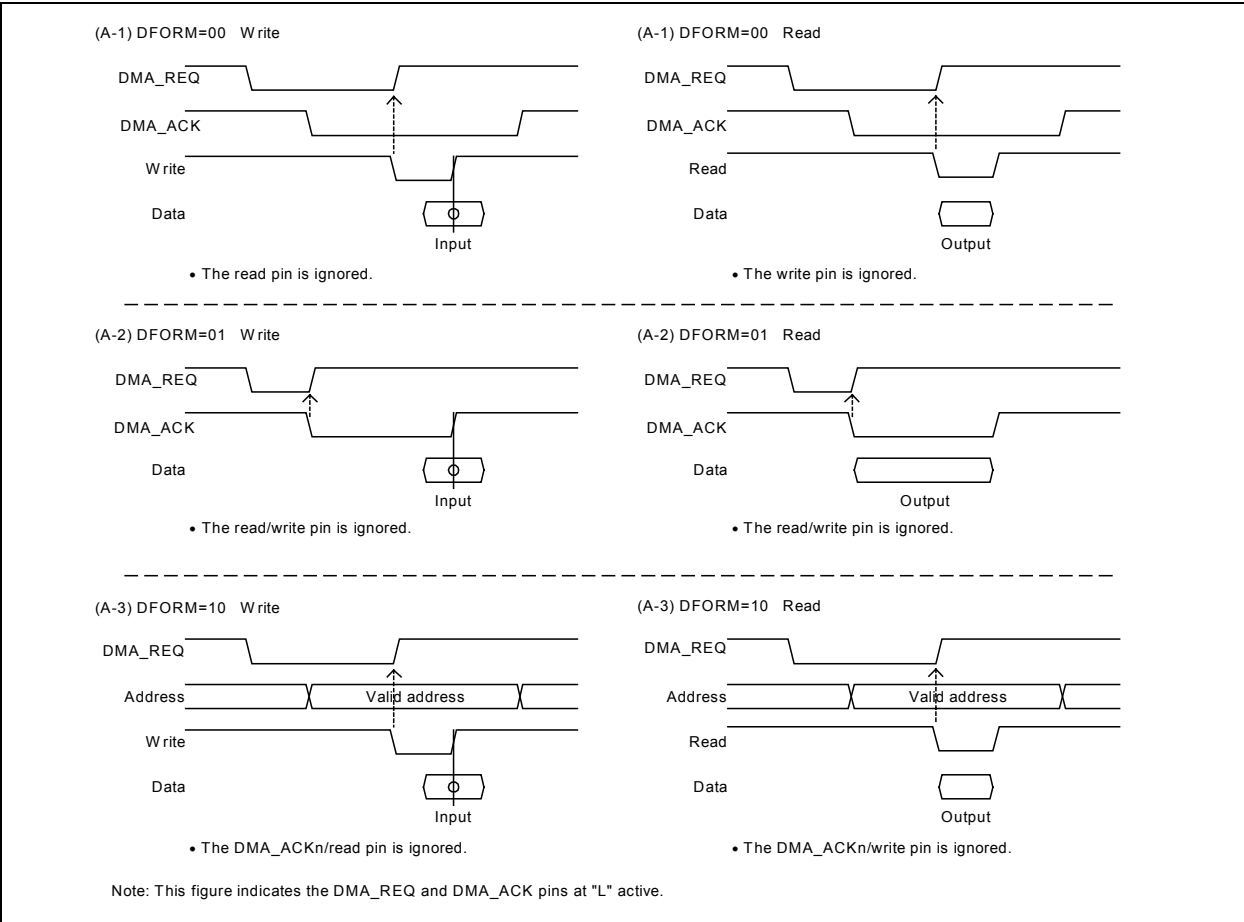 (A-1) DFORM=00 Write
DMA_REQ
DMA_ACK
Write
Data
Input
• The read pin is ignored.
(A-1) DFORM=00 Read
DMA_REQ
DMA_ACK
Read
Data
Output
• The write pin is ignored.
(A-2) DFORM=01 Write
DMA_REQ
DMA_ACK
Data
Input
• The read/write pin is ignored.
(A-2) DFORM=01 Read
DMA_REQ
DMA_ACK
Data
Output
• The read/write pin is ignored.
(A-3) DFORM=10 Write
DMA_REQ
Address
Valid address
Write
Data
Input
• The DMA_ACKn/read pin is ignored.
(A-3) DFORM=10 Read
DMA_REQ
Address
Valid address
Read
Data
Output
• The DMA_ACKn/write pin is ignored.
Note: This figure indicates the DMA_REQ and DMA_ACK pins at "L" active.